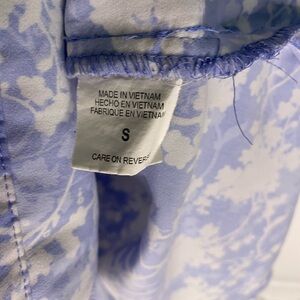 MADE IN VIETNAM
HECHO EN VIETNAM
FABRIQUE EN VIETNAM
S
CARE ON REVERSE